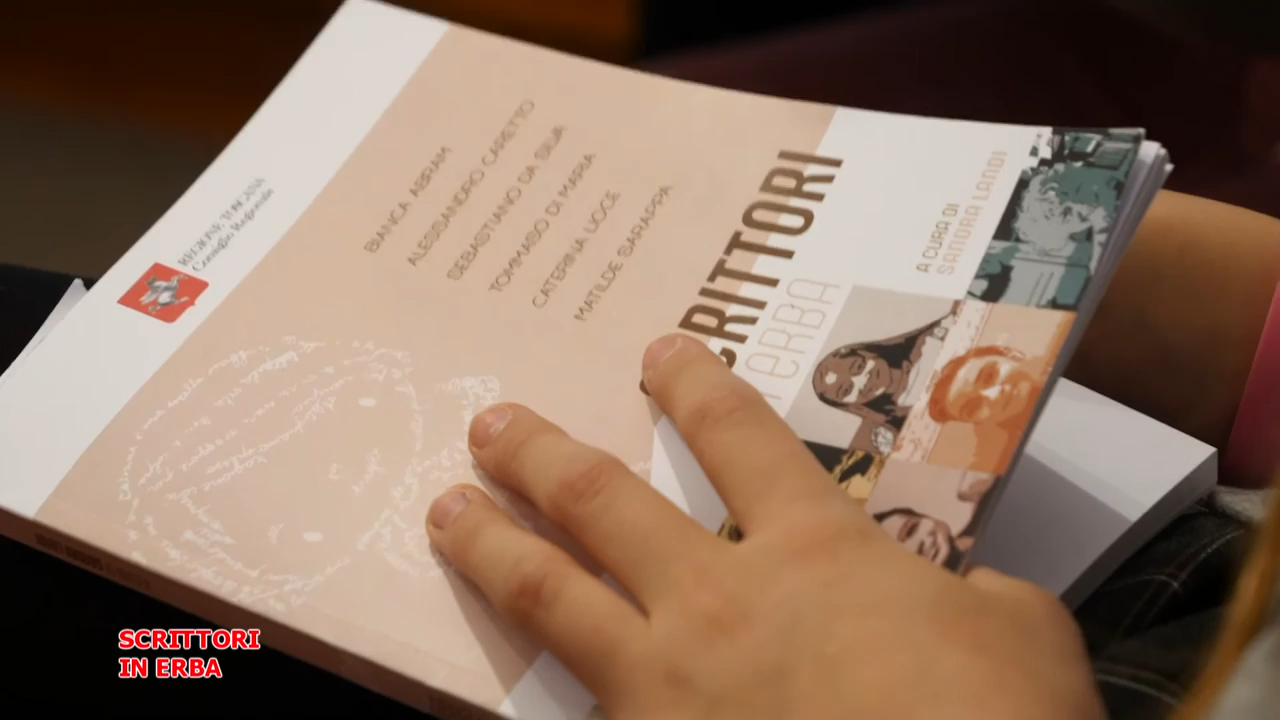 REGIONE TOSCANA
Consiglio Regionale
BIANCA ABRAM
ALESSANDRO CARETTO
SEBASTIANO DA SILVA
TOMMASO DI MARIA
CATERINA VOCE
MATILDE SARAPPA
SCRITTORI
IN ERBA
A CURA DI
SANDRA LANDI
SCRITTORI
IN ERBA